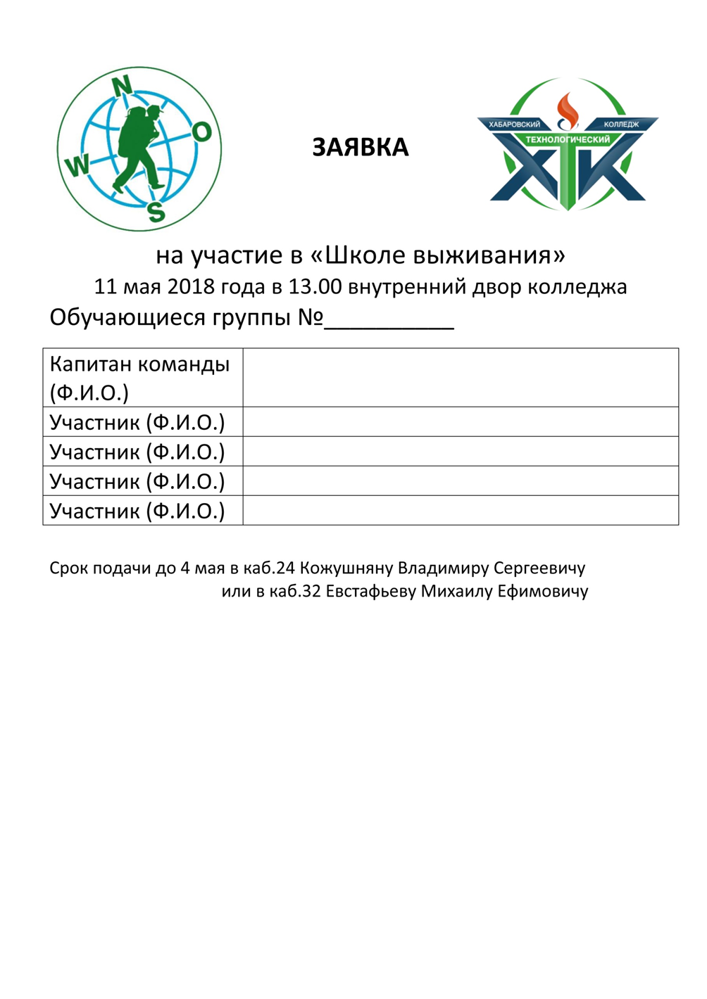 N
O
W
S
ЗАЯВКА
ХАБАРОВСКИЙ КОЛЛЕДЖ
ТЕХНОЛОГИЧЕСКИЙ
ХТК
на участие в «Школе выживания»
11 мая 2018 года в 13.00 внутренний двор колледжа
Обучающиеся группы №__________
Капитан команды
(Ф.И.О.)
Участник (Ф.И.О.)
Участник (Ф.И.О.)
Участник (Ф.И.О.)
Участник (Ф.И.О.)
Срок подачи до 4 мая в каб.24 Кожушняну Владимиру Сергеевичу
или в каб.32 Евстафьеву Михаилу Ефимовичу